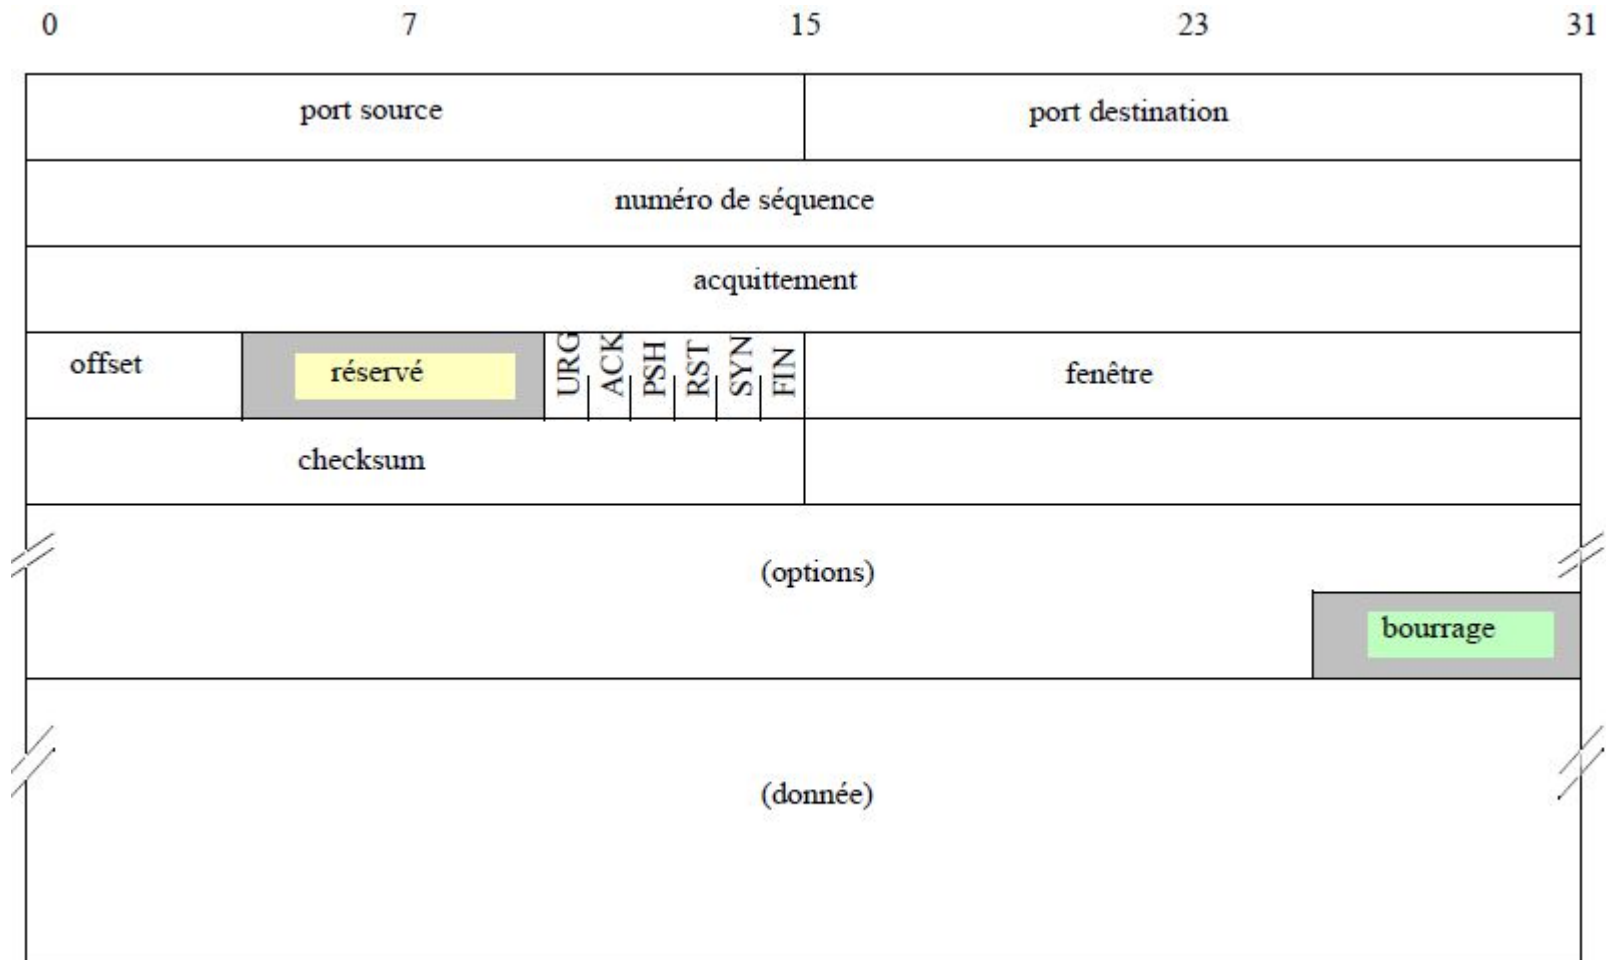 0 7 15 23 31
port source port destination
numéro de séquence
acquittement
offset réservé URG ACK PSH RST SYN FIN fenêtre
checksum
(options)
bourrage
(donnée)